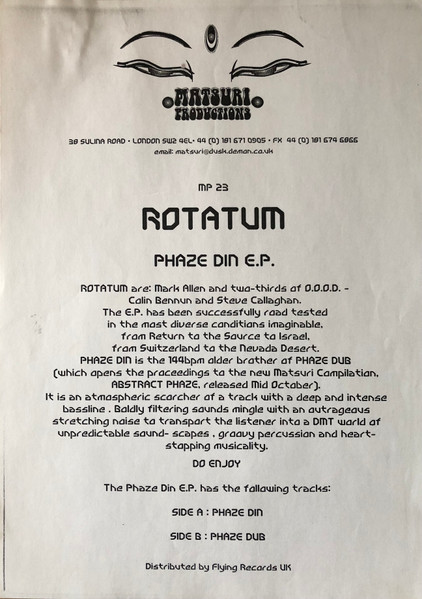 MATSURI
PRODUCTIONS
38 SULINA ROAD • LONDON SW2 4EL• 44 (0) 181 671 0905 • FX 44 (0) 181 674 6866
email: matsuri@dusk.demon.co.uk
MP 23
ROTATUM
PHAZE DIN E.P.
ROTATUM are: Mark Allen and two-thirds of O.O.O.D. -
Colin Bennun and Steve Callaghan.
The E.P. has been successfully road tested
in the most diverse conditions imaginable,
from Return to the Source to Israel,
from Switzerland to the Nevada Desert.
PHAZE DIN is the 144bpm older brother of PHAZE DUB
(which opens the proceedings to the new Matsuri Compilation,
ABSTRACT PHAZE, released Mid October).
It is an atmospheric scorcher of a track with a deep and intense
bassline . Boldly filtering sounds mingle with an outrageous
stretching noise to transport the listener into a DMT world of
unpredictable sound- scapes , groovy percussion and heart-
stopping musicality.
DO ENJOY
The Phaze Din E.P. has the following tracks:
SIDE A : PHAZE DIN
SIDE B : PHAZE DUB
Distributed by Flying Records UK